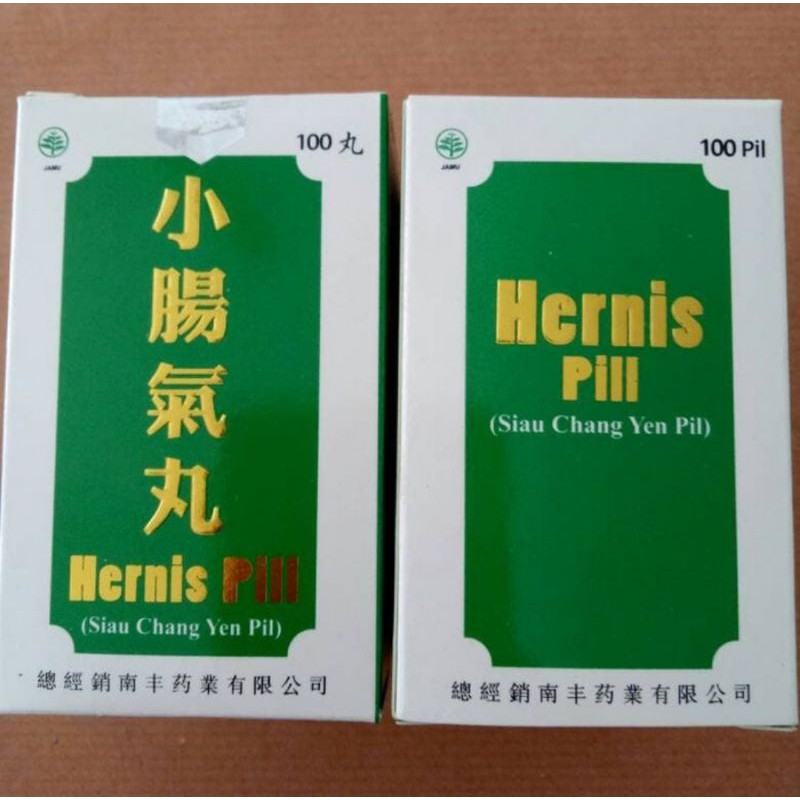 JAMU
100 丸
小
腸
氣
丸
Hernis Pill
(Siau Chang Yen Pil)
總經銷南丰药業有限公司
JAMU
100 Pil
Hernis
Pill
(Siau Chang Yen Pil)
總經銷南丰药業有限公司